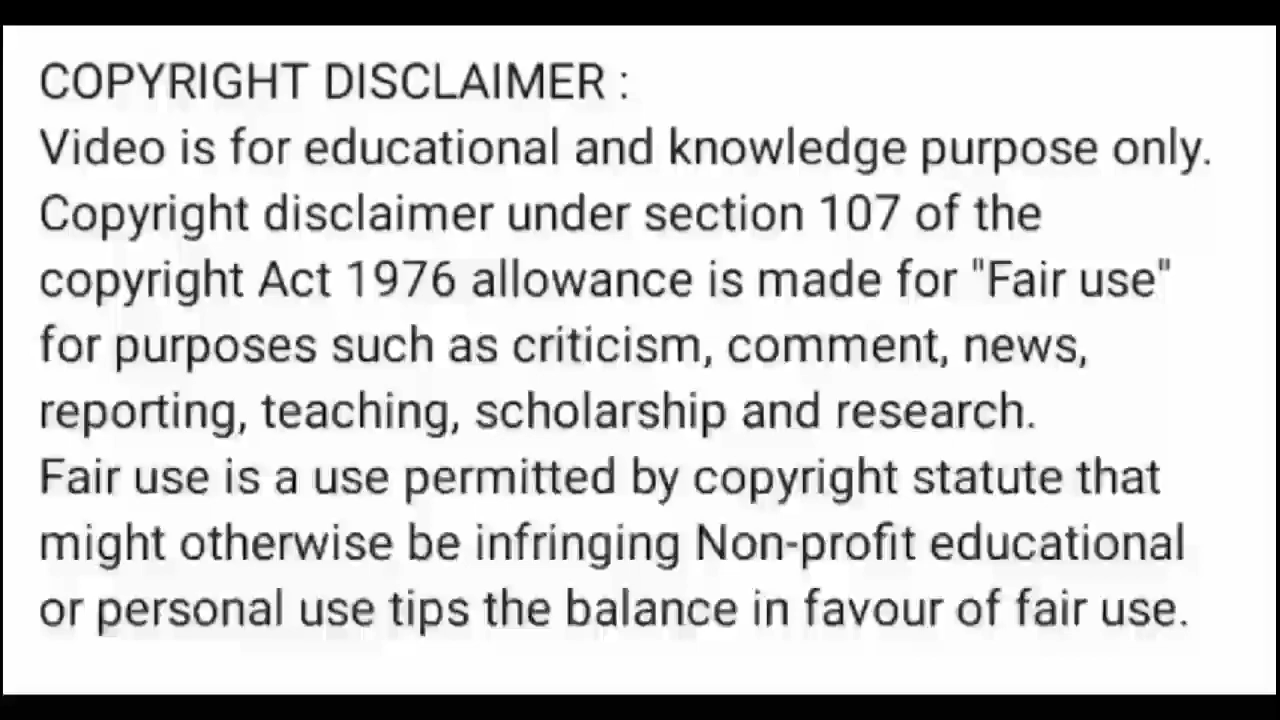 COPYRIGHT DISCLAIMER :
Video is for educational and knowledge purpose only.
Copyright disclaimer under section 107 of the
copyright Act 1976 allowance is made for "Fair use"
for purposes such as criticism, comment, news,
reporting, teaching, scholarship and research.
Fair use is a use permitted by copyright statute that
might otherwise be infringing Non-profit educational
or personal use tips the balance in favour of fair use.